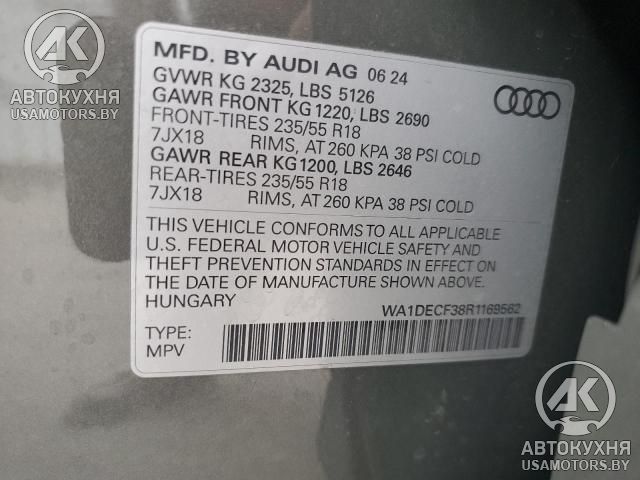 MFD. BY AUDI AG 06 24
GVWR KG 2325, LBS 5126
GAWR FRONT KG 1220, LBS 2690
FRONT-TIRES 235/55 R18
7JX18 RIMS, AT 260 KPA 38 PSI COLD
GAWR REAR KG 1200, LBS 2646
REAR-TIRES 235/55 R18
7JX18 RIMS, AT 260 KPA 38 PSI COLD
THIS VEHICLE CONFORMS TO ALL APPLICABLE
U.S. FEDERAL MOTOR VEHICLE SAFETY AND
THEFT PREVENTION STANDARDS IN EFFECT ON
THE DATE OF MANUFACTURE SHOWN ABOVE.
HUNGARY WA1DECF38R1169562
TYPE:
MPV
АК
АВТОКУХНЯ
USAMOTORS.BY
АК
АВТОКУХНЯ
USAMOTORS.BY